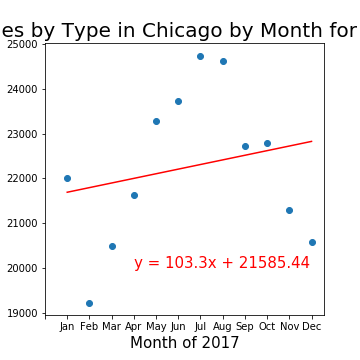 es by Type in Chicago by Month for
25000
24000
23000
22000
21000
20000
19000
y = 103.3x + 21585.44
Jan Feb Mar Apr May Jun Jul Aug Sep Oct Nov Dec
Month of 2017